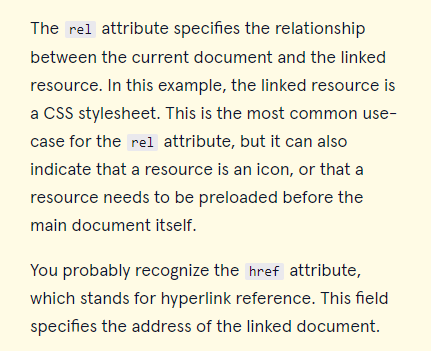 The rel attribute specifies the relationship
between the current document and the linked
resource. In this example, the linked resource is
a CSS stylesheet. This is the most common use-
case for the rel attribute, but it can also
indicate that a resource is an icon, or that a
resource needs to be preloaded before the
main document itself.
You probably recognize the href attribute,
which stands for hyperlink reference. This field
specifies the address of the linked document.